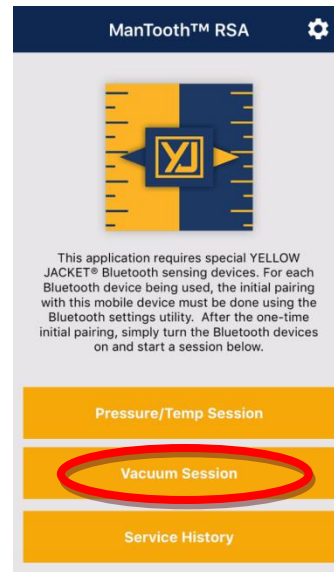 ManTooth™ RSA
YJ
This application requires special YELLOW
JACKET® Bluetooth sensing devices. For each
Bluetooth device being used, the initial pairing
with this mobile device must be done using the
Bluetooth settings utility. After the one-time
initial pairing, simply turn the Bluetooth devices
on and start a session below.
Pressure/Temp Session
Vacuum Session
Service History